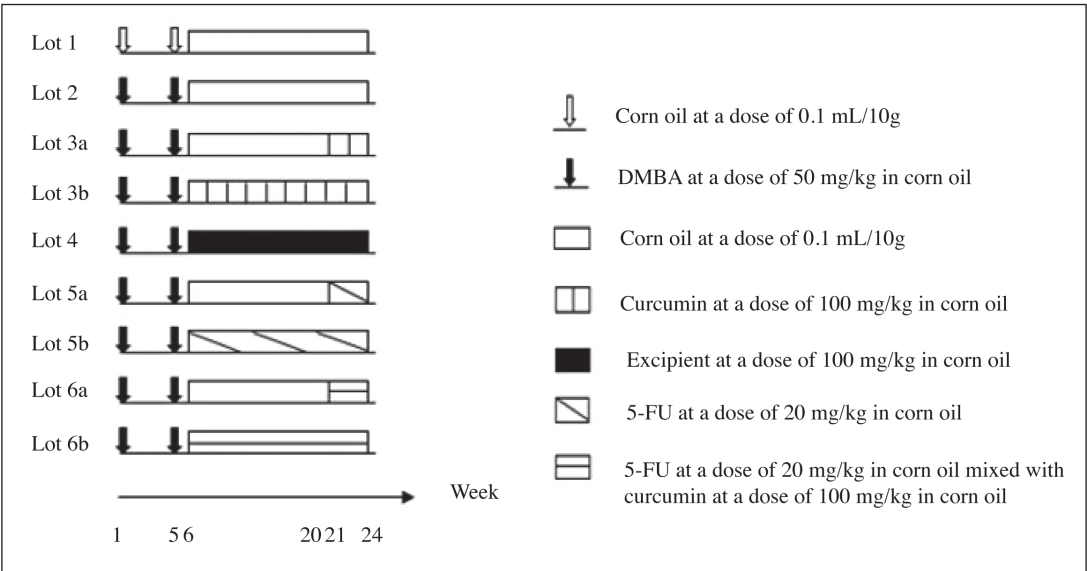 Lot 1
Lot 2
Lot 3a
Lot 3b
Lot 4
Lot 5a
Lot 5b
Lot 6a
Lot 6b
Week
1 5 6 20 21 24
Corn oil at a dose of 0.1 mL/10g
DMBA at a dose of 50 mg/kg in corn oil
Corn oil at a dose of 0.1 mL/10g
Curcumin at a dose of 100 mg/kg in corn oil
Excipient at a dose of 100 mg/kg in corn oil
5-FU at a dose of 20 mg/kg in corn oil
5-FU at a dose of 20 mg/kg in corn oil mixed with
curcumin at a dose of 100 mg/kg in corn oil